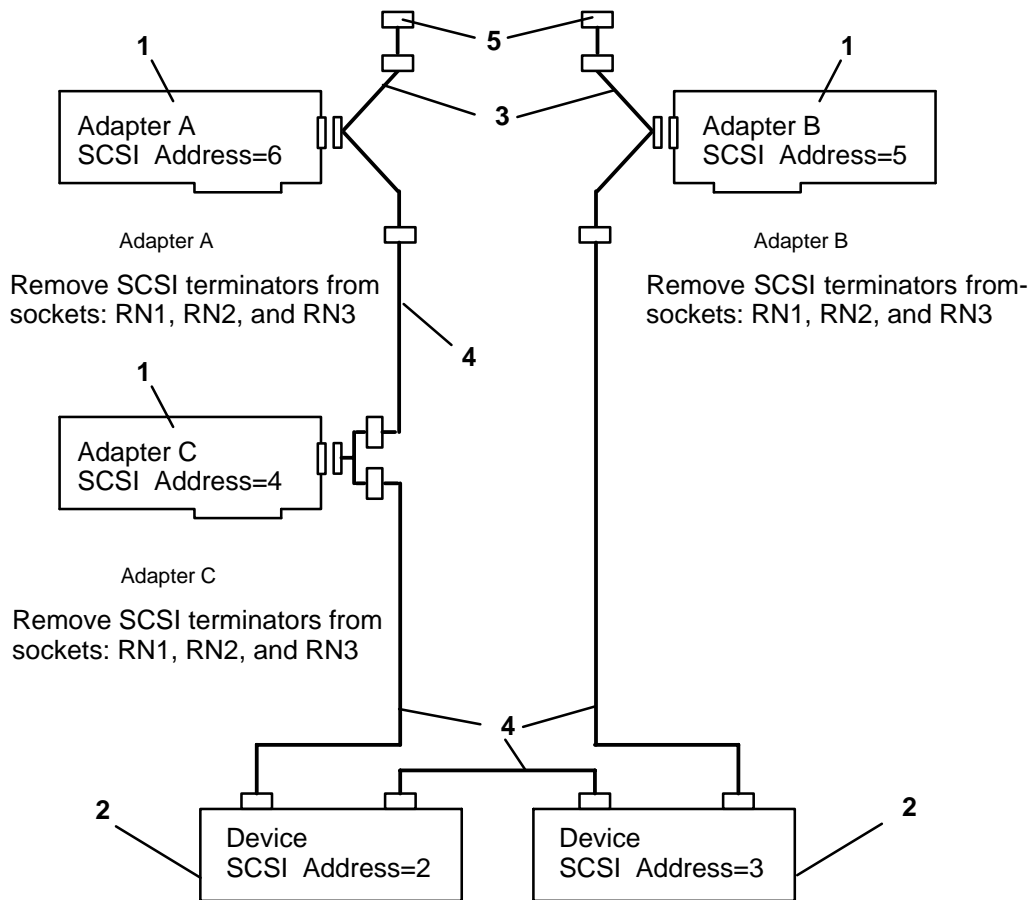 5
1
1
3
Adapter A
SCSI Address=6
Adapter B
SCSI Address=5
Adapter A
Adapter B
Remove SCSI terminators from
sockets: RN1, RN2, and RN3
Remove SCSI terminators from-
sockets: RN1, RN2, and RN3
4
1
Adapter C
SCSI Address=4
Adapter C
Remove SCSI terminators from
sockets: RN1, RN2, and RN3
4
2
2
Device
SCSI Address=2
Device
SCSI Address=3